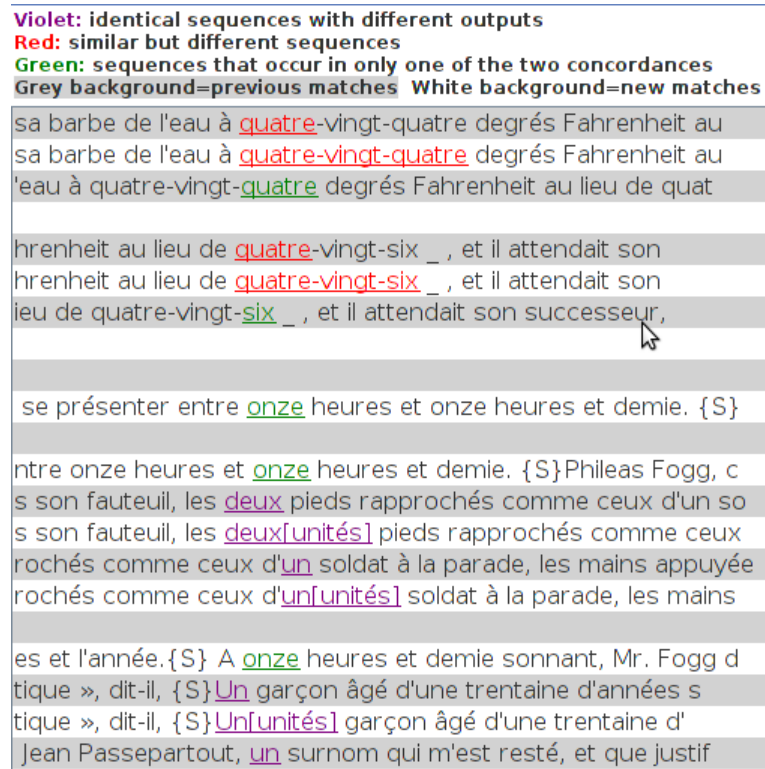 Violet: identical sequences with different outputs
Red: similar but different sequences
Green: sequences that occur in only one of the two concordances
Grey background=previous matches White background=new matches
sa barbe de l'eau à quatre-vingt-quatre degrés Fahrenheit au
sa barbe de l'eau à quatre-vingt-quatre degrés Fahrenheit au
'eau à quatre-vingt-quatre degrés Fahrenheit au lieu de quat
hrenheit au lieu de quatre-vingt-six _ , et il attendait son
hrenheit au lieu de quatre-vingt-six _ , et il attendait son
ieu de quatre-vingt-six _ , et il attendait son successeur,
se présenter entre onze heures et onze heures et demie. {S}
ntre onze heures et onze heures et demie. {S}Phileas Fogg, c
s son fauteuil, les deux pieds rapprochés comme ceux d'un so
s son fauteuil, les deux[unités] pieds rapprochés comme ceux
rochés comme ceux d'un soldat à la parade, les mains appuyée
rochés comme ceux d'un[unités] soldat à la parade, les mains
es et l'année.{S} A onze heures et demie sonnant, Mr. Fogg d
tique », dit-il, {S}Un garçon âgé d'une trentaine d'années s
tique », dit-il, {S}Un[unités] garçon âgé d'une trentaine d'
Jean Passepartout, un surnom qui m'est resté, et que justif